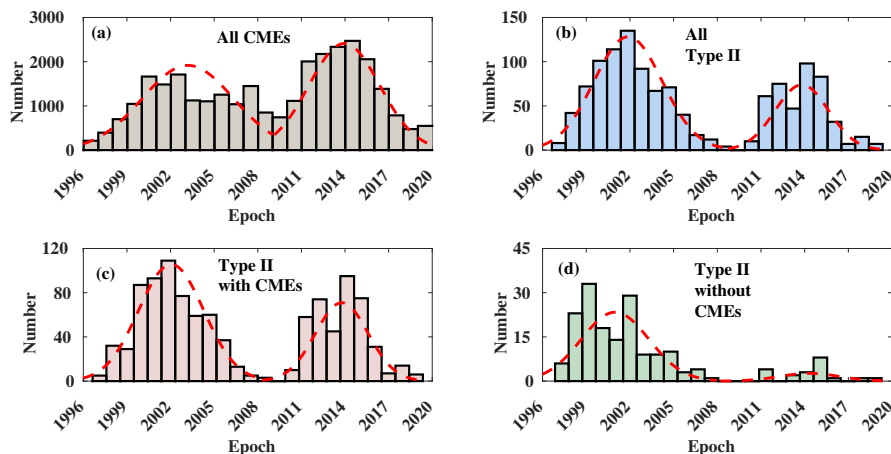 (a)
All CMEs
Number
3000
2000
1000
0
1996
1999
2002
2005
2008
2011
2014
2017
2020
Epoch
(b)
All
Type II
Number
150
100
50
0
1996
1999
2002
2005
2008
2011
2014
2017
2020
Epoch
(c)
Type II
with CMEs
Number
120
80
40
0
1996
1999
2002
2005
2008
2011
2014
2017
2020
Epoch
(d)
Type II
without
CMEs
Number
45
30
15
0
1996
1999
2002
2005
2008
2011
2014
2017
2020
Epoch